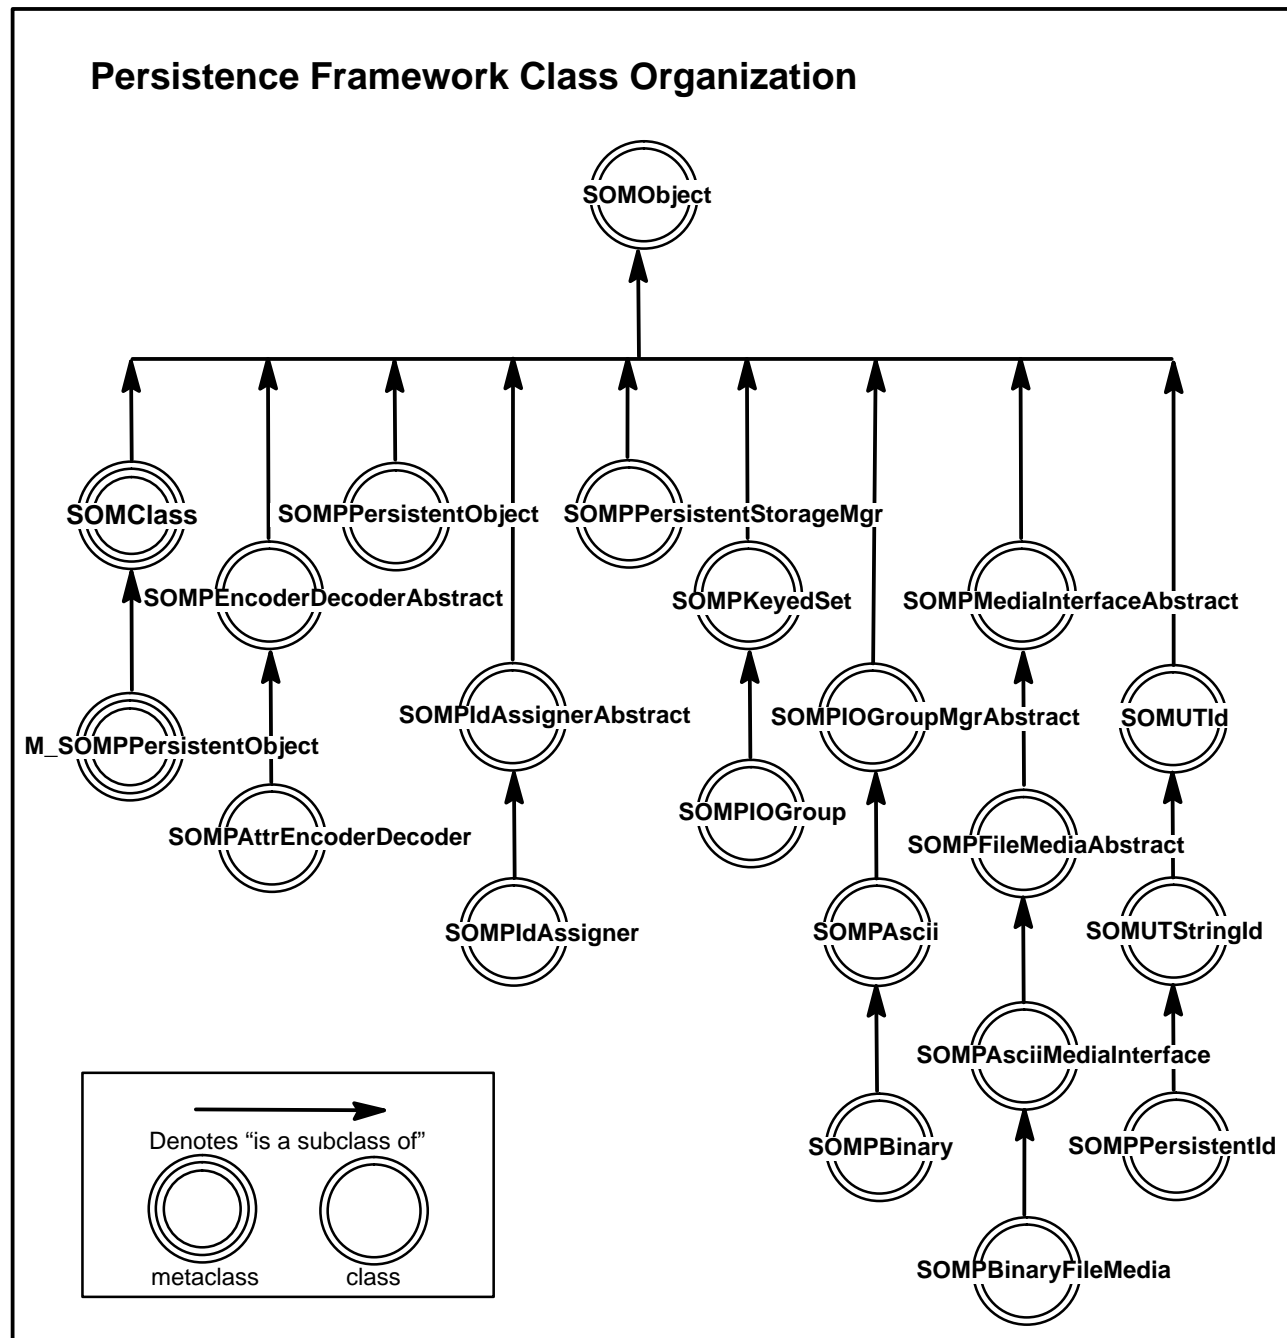 Persistence Framework Class Organization
SOMObject
SOMClass
SOMPPersistentObject
SOMPPersistentStorageMgr
SOMPEncoderDecoderAbstract
SOMPKeyedSet
SOMPMediaInterfaceAbstract
SOMPIdAssignerAbstract
SOMPIOGroupMgrAbstract
SOMUTId
M_SOMPPersistentObject
SOMPIOGroup
SOMPAttrEncoderDecoder
SOMPFileMediaAbstract
SOMPIdAssigner
SOMPAscii
SOMUTStringId
SOMPAsciiMediaInterface
Denotes “is a subclass of”
SOMPBinary
SOMPPersistentId
metaclass
class
SOMPBinaryFileMedia